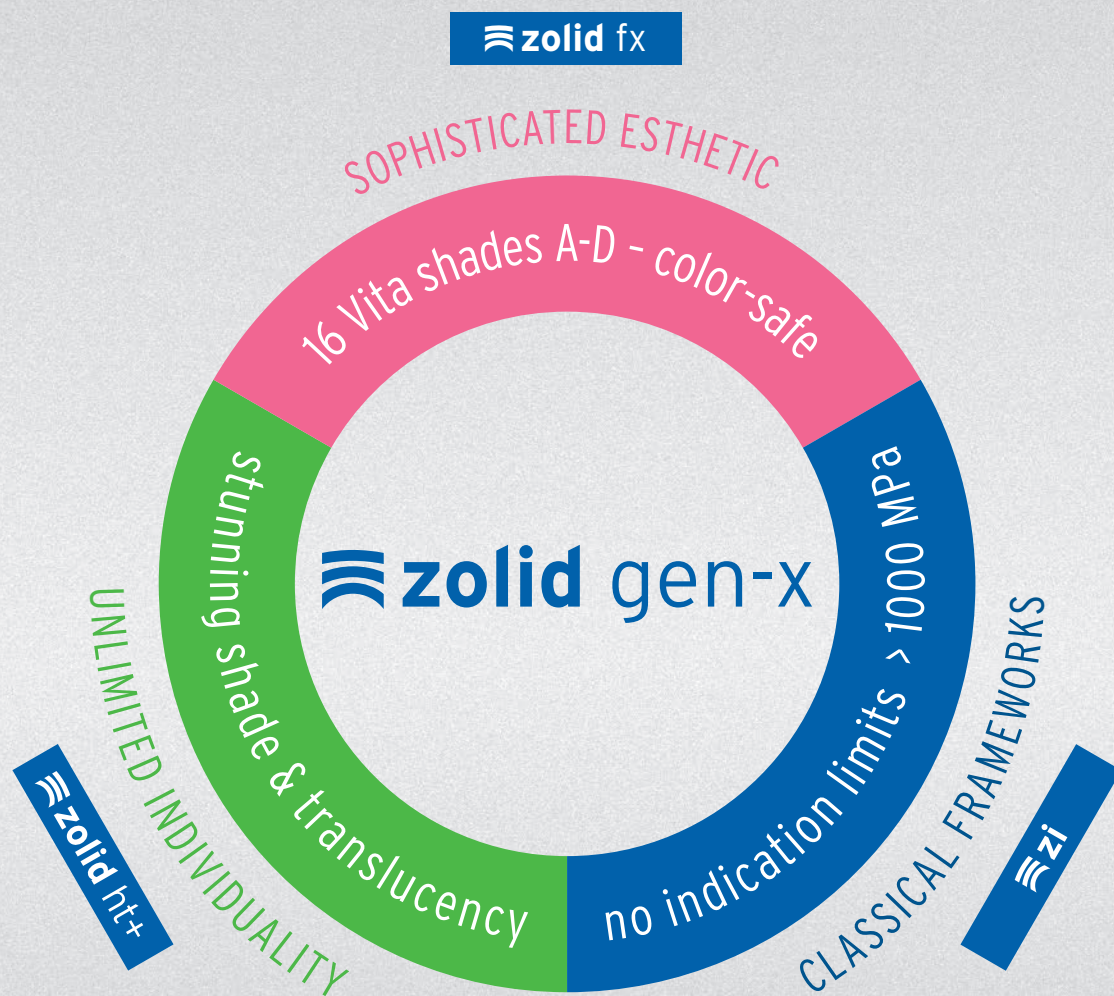 zolid fx
SOPHISTICATED ESTHETIC
16 Vita shades A-D – color-safe
stunning shade & translucency
no indication limits > 1000 MPa
zolid gen-x
UNLIMITED INDIVIDUALITY
CLASSICAL FRAMEWORKS
zolid ht+
zi